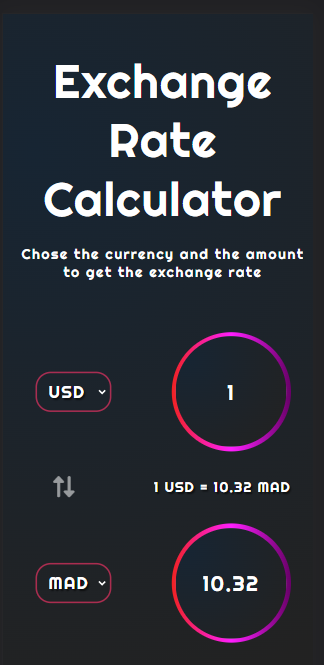 Exchange
Rate
Calculator
Chose the currency and the amount
to get the exchange rate
USD
1
1 USD = 10.32 MAD
MAD
10.32